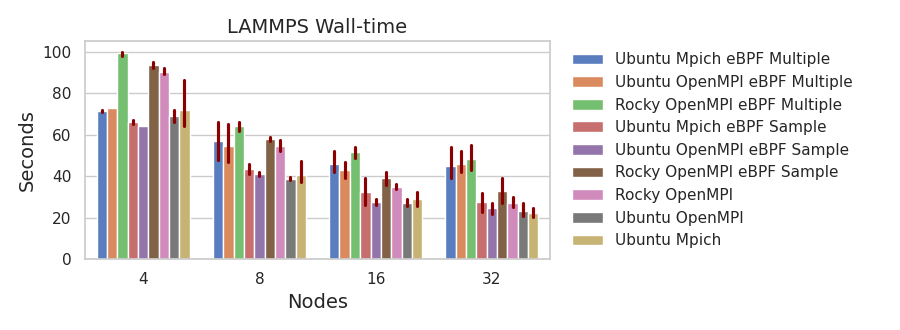 LAMMPS Wall-time
Seconds
100
80
60
40
20
0
4 8 16 32
Nodes
Ubuntu Mpich eBPF Multiple
Ubuntu OpenMPI eBPF Multiple
Rocky OpenMPI eBPF Multiple
Ubuntu Mpich eBPF Sample
Ubuntu OpenMPI eBPF Sample
Rocky OpenMPI eBPF Sample
Rocky OpenMPI
Ubuntu OpenMPI
Ubuntu Mpich